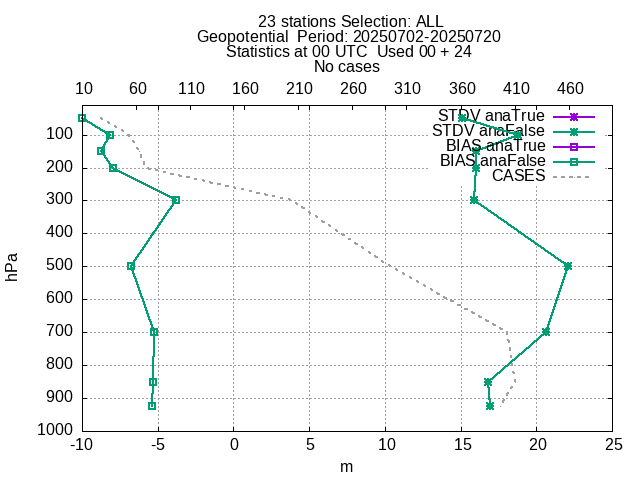 23 stations Selection: ALL
Geopotential  Period: 20250702-20250720
Statistics at 00 UTC  Used 00 + 24
No cases
10 60 110 160 210 260 310 360 410 460
STDV anaTrue
STDV anaFalse
BIAS anaTrue
BIAS anaFalse
CASES
100
200
300
400
500
600
700
800
900
1000
hPa
-10 -5 0 5 10 15 20 25
m